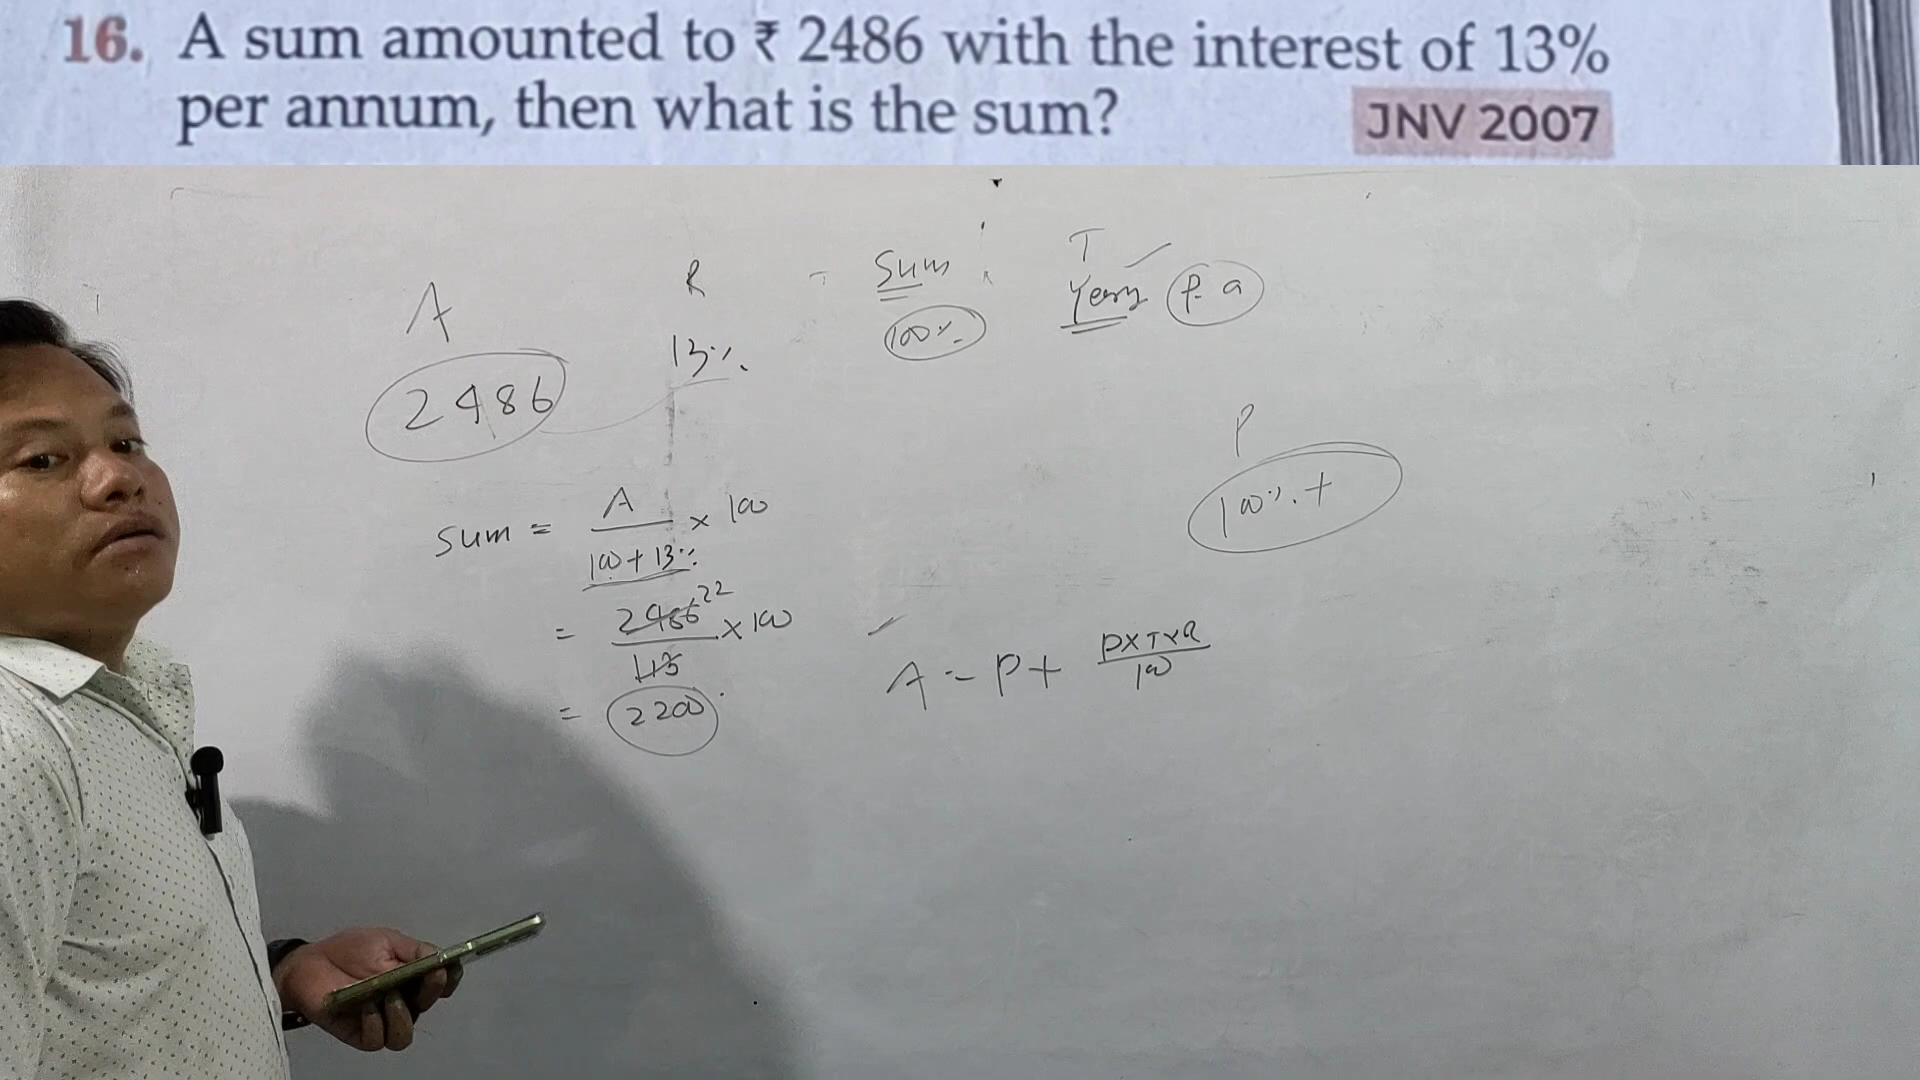 16. A sum amounted to ₹ 2486 with the interest of 13%
per annum, then what is the sum?
JNV 2007
A R Sum T
2486 13% 100% Year P.a
P
100% +
Sum = A / 100 + 13% × 100
= 2486 22 / 113 × 100
= 2200
A = P + P×T×R / 100